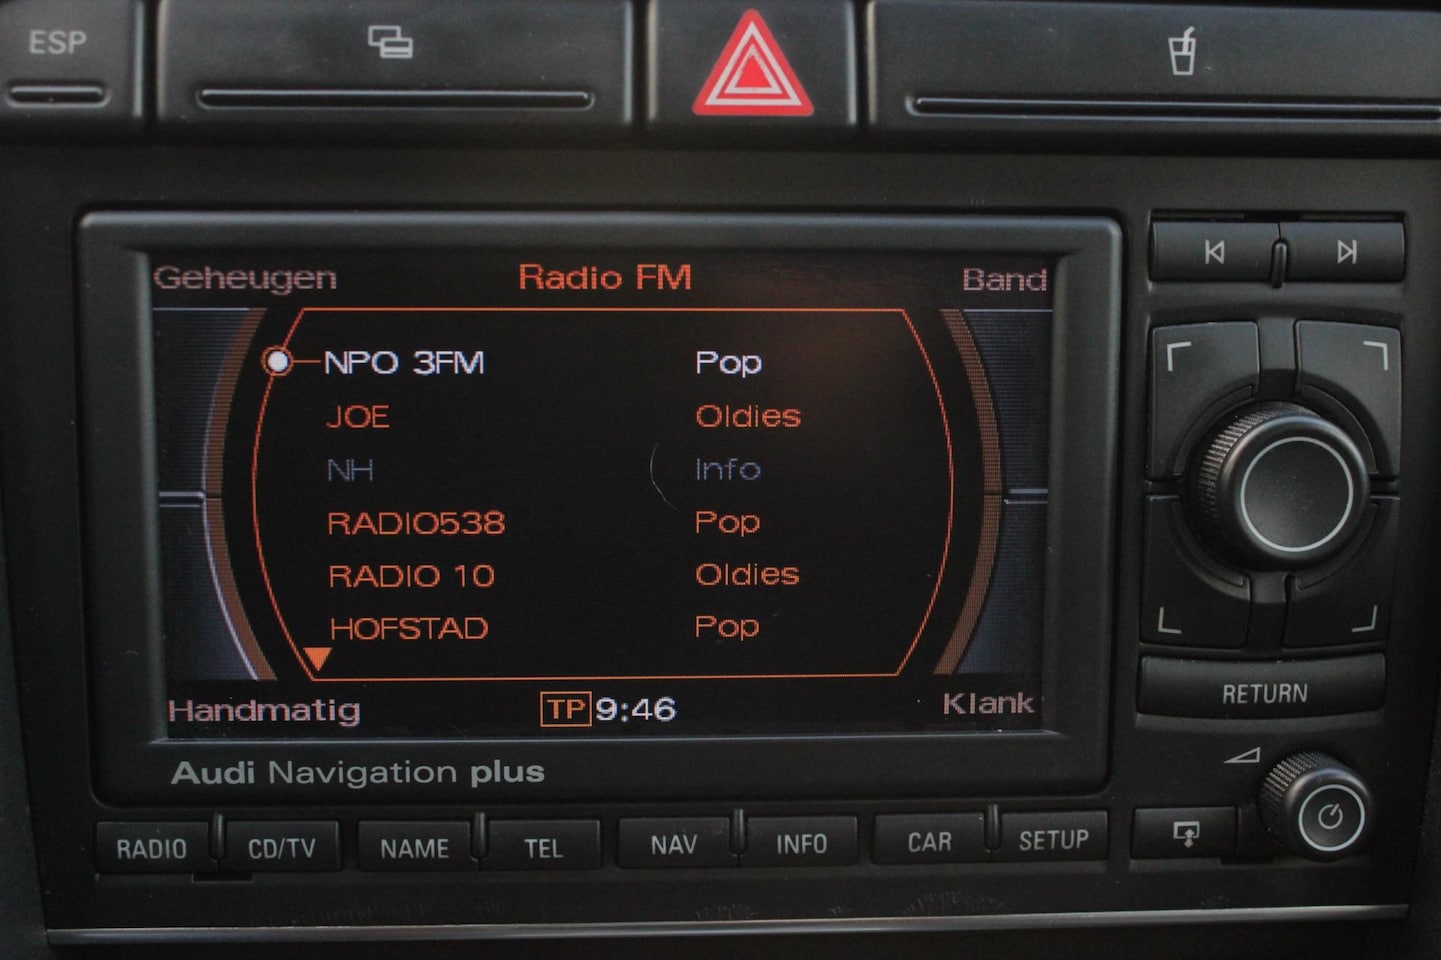 ESP
Geheugen Radio FM Band
NPO 3FM Pop
JOE Oldies
NH Info
RADIO538 Pop
RADIO 10 Oldies
HOFSTAD Pop
Handmatig TP 9:46 Klank
Audi Navigation plus
RETURN
RADIO CD/TV NAME TEL NAV INFO CAR SETUP